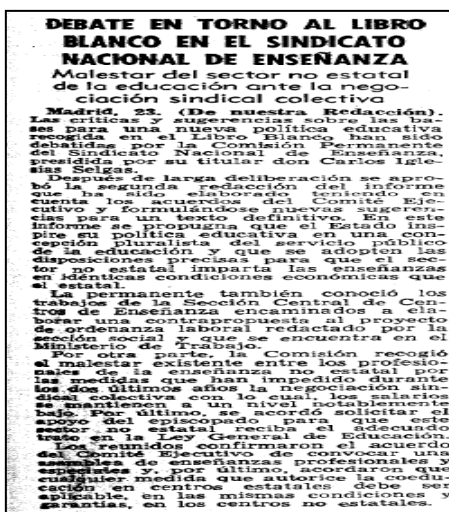 DEBATE EN TORNO AL LIBRO
BLANCO EN EL SINDICATO
NACIONAL DE ENSEÑANZA
Malestar del sector no estatal
de la educación ante la nego-
ciación sindical colectiva
Madrid, 23. (De nuestra Redacción).
Las críticas y sugerencias sobre las ba-
ses para una nueva política educativa
recogida en el Libro Blanco han sido
debatidas por la Comisión Permanente
del Sindicato Nacional de Enseñanza,
presidida por su titular don Carlos Igle-
sias Selgas.
Después de larga deliberación se apro-
bó la segunda redacción del informe
que ha sido elaborado teniendo en
cuenta los acuerdos del Comité Eje-
cutivo y formulándose nuevas sugeren-
cias para un texto definitivo. En este
informe se propugna que el Estado ins-
pire su política educativa en una con-
cepción pluralista del servicio público
de la educación y que se adopten las
disposiciones precisas para que el sec-
tor no estatal imparta las enseñanzas
en idénticas condiciones económicas que
el estatal.
La permanente también conoció los
trabajos de la Sección Central de Cen-
tros de Enseñanza encaminados a ela-
borar una contrapropuesta al proyecto
de ordenanza laboral redactado por la
sección social y que se encuentra en el
Ministerio de Trabajo.
Por otra parte, la Comisión recogió
el malestar existente entre los profesio-
nales de la enseñanza no estatal por
las medidas que han impedido durante
los dos últimos años la negociación sin-
dical colectiva con lo cual, los salarios
se mantienen a un nivel notablemente
bajo. Por último, se acordó solicitar el
apoyo del episcopado para que este
sector no estatal reciba el adecuado
trato en la Ley General de Educación.
Los reunidos confirmaron el acuerdo
del Comité Ejecutivo de convocar una
asamblea de enseñanzas profesionales y
especiales y, por último, acordaron que
cualquier medida que autorice la coedu-
cación en centros estatales debe ser
aplicable, en las mismas condiciones y
garantías, en los centros no estatales.